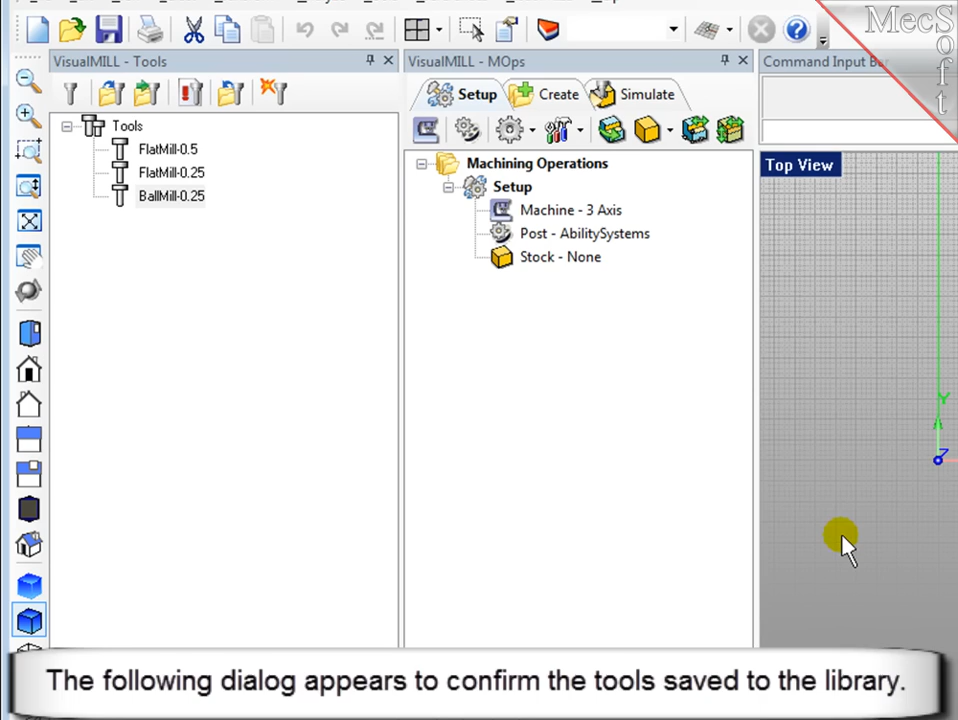 VisualMILL - Tools
VisualMILL - MOps
Command Input Bar
MecSoft
Setup
Create
Simulate
Tools
FlatMill-0.5
FlatMill-0.25
BallMill-0.25
Machining Operations
Setup
Machine - 3 Axis
Post - AbilitySystems
Stock - None
Top View
Y
Z
The following dialog appears to confirm the tools saved to the library.